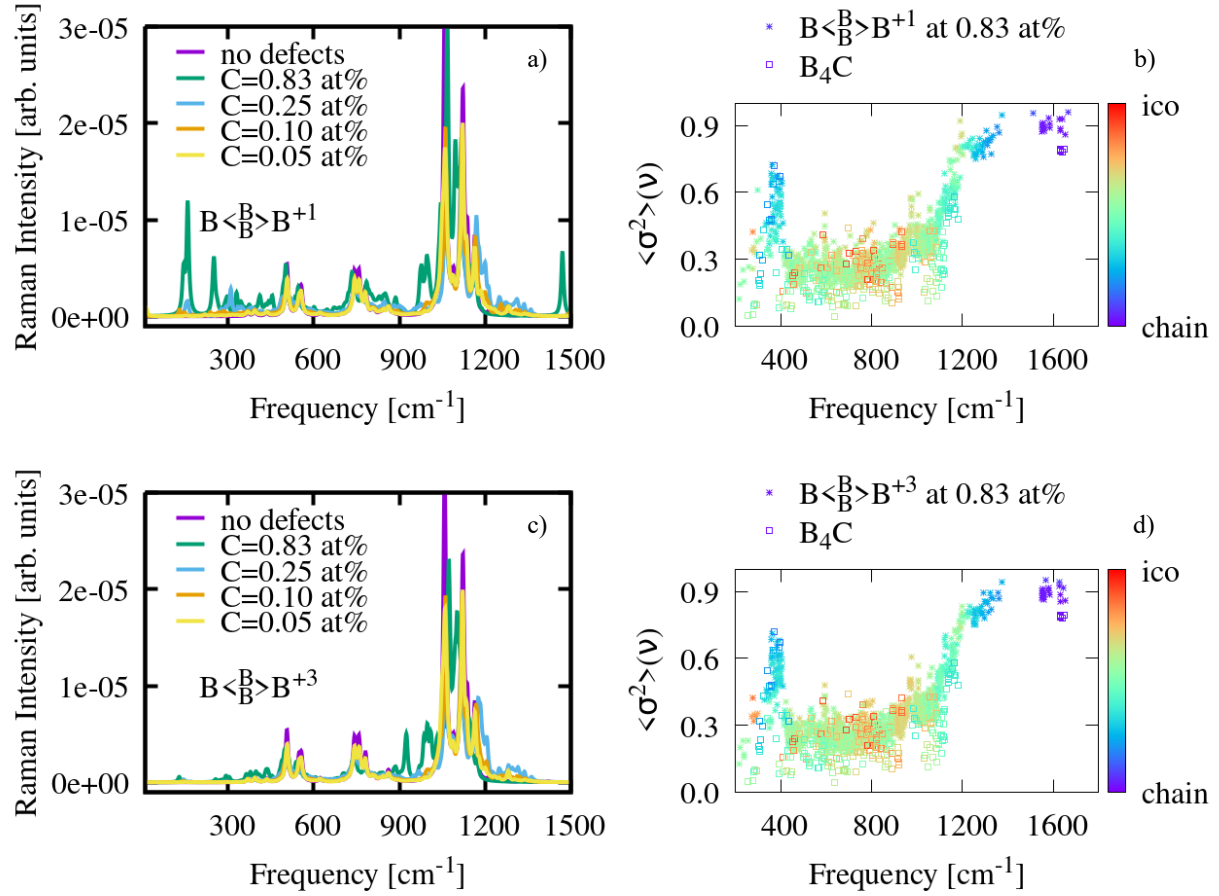 Raman Intensity [arb. units]
3e-05
2e-05
1e-05
0e+00
no defects
C=0.83 at%
C=0.25 at%
C=0.10 at%
C=0.05 at%
a)
B<BB>B+1
300 600 900 1200 1500
Frequency [cm-1]
B<BB>B+1 at 0.83 at%
B4C
b)
<σ2>(ν)
0.9
0.6
0.3
0.0
400 800 1200 1600
Frequency [cm-1]
ico
chain
Raman Intensity [arb. units]
3e-05
2e-05
1e-05
0e+00
no defects
C=0.83 at%
C=0.25 at%
C=0.10 at%
C=0.05 at%
c)
B<BB>B+3
300 600 900 1200 1500
Frequency [cm-1]
B<BB>B+3 at 0.83 at%
B4C
d)
<σ2>(ν)
0.9
0.6
0.3
0.0
400 800 1200 1600
Frequency [cm-1]
ico
chain